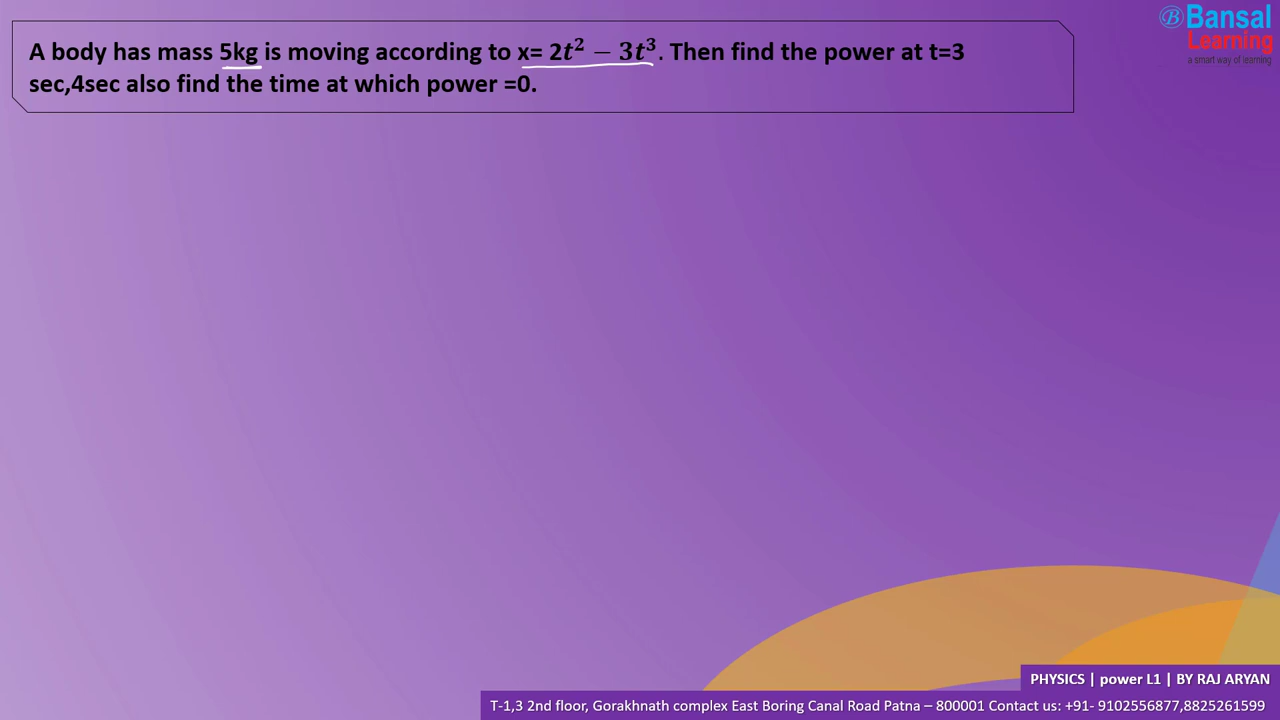 A body has mass 5kg is moving according to x= 2t² − 3t³. Then find the power at t=3
sec,4sec also find the time at which power =0.
B Bansal
Learning
a smart way of learning
PHYSICS | power L1 | BY RAJ ARYAN
T-1,3 2nd floor, Gorakhnath complex East Boring Canal Road Patna – 800001 Contact us: +91- 9102556877,8825261599